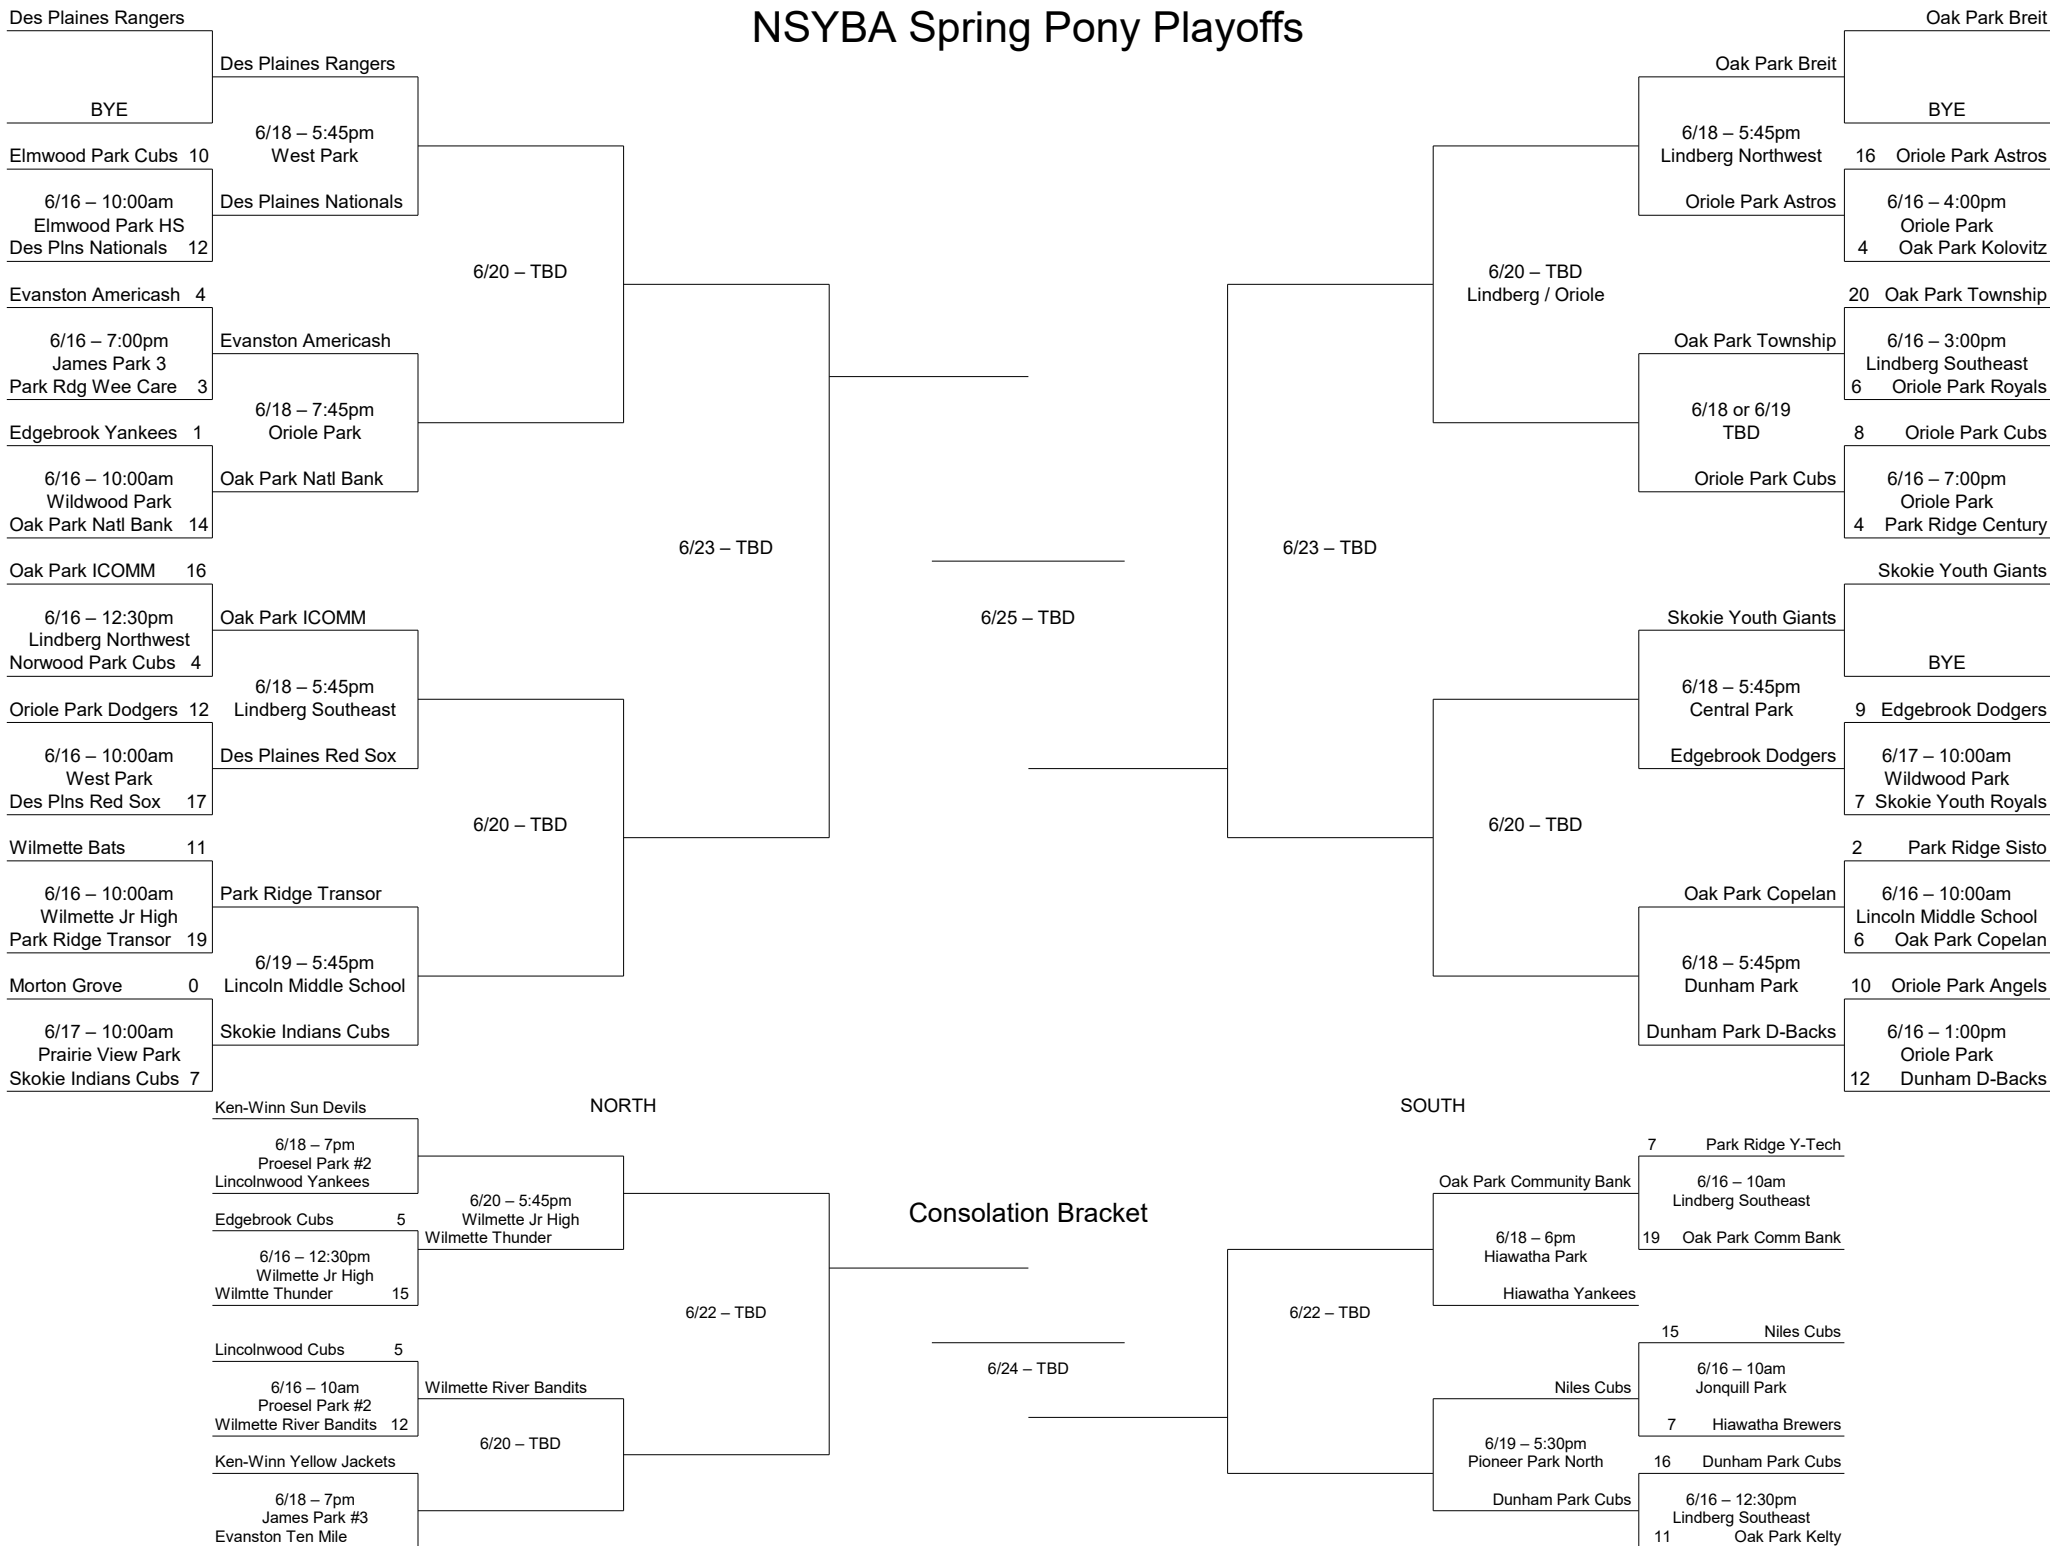 NSYBA Spring Pony Playoffs
Des Plaines Rangers
BYE
Elmwood Park Cubs 10
6/16 – 10:00am
Elmwood Park HS
Des Plns Nationals 12
Evanston Americash 4
6/16 – 7:00pm
James Park 3
Park Rdg Wee Care 3
Edgebrook Yankees 1
6/16 – 10:00am
Wildwood Park
Oak Park Natl Bank 14
Oak Park ICOMM 16
6/16 – 12:30pm
Lindberg Northwest
Norwood Park Cubs 4
Oriole Park Dodgers 12
6/16 – 10:00am
West Park
Des Plns Red Sox 17
Wilmette Bats 11
6/16 – 10:00am
Wilmette Jr High
Park Ridge Transor 19
Morton Grove 0
6/17 – 10:00am
Prairie View Park
Skokie Indians Cubs 7
Des Plaines Rangers
6/18 – 5:45pm
West Park
Des Plaines Nationals
Evanston Americash
6/18 – 7:45pm
Oriole Park
Oak Park Natl Bank
Oak Park ICOMM
6/18 – 5:45pm
Lindberg Southeast
Des Plaines Red Sox
Park Ridge Transor
6/19 – 5:45pm
Lincoln Middle School
Skokie Indians Cubs
6/20 – TBD
6/20 – TBD
6/23 – TBD
6/25 – TBD
6/23 – TBD
6/20 – TBD
Lindberg / Oriole
6/20 – TBD
Oak Park Breit
6/18 – 5:45pm
Lindberg Northwest
Oriole Park Astros
Oak Park Township
6/18 or 6/19
TBD
Oriole Park Cubs
Skokie Youth Giants
6/18 – 5:45pm
Central Park
Edgebrook Dodgers
Oak Park Copelan
6/18 – 5:45pm
Dunham Park
Dunham Park D-Backs
Oak Park Breit
BYE
16 Oriole Park Astros
6/16 – 4:00pm
Oriole Park
4 Oak Park Kolovitz
20 Oak Park Township
6/16 – 3:00pm
Lindberg Southeast
6 Oriole Park Royals
8 Oriole Park Cubs
6/16 – 7:00pm
Oriole Park
4 Park Ridge Century
Skokie Youth Giants
BYE
9 Edgebrook Dodgers
6/17 – 10:00am
Wildwood Park
7 Skokie Youth Royals
2 Park Ridge Sisto
6/16 – 10:00am
Lincoln Middle School
6 Oak Park Copelan
10 Oriole Park Angels
6/16 – 1:00pm
Oriole Park
12 Dunham D-Backs
NORTH
SOUTH
Consolation Bracket
Ken-Winn Sun Devils
6/18 – 7pm
Proesel Park #2
Lincolnwood Yankees
Edgebrook Cubs 5
6/16 – 12:30pm
Wilmette Jr High
Wilmtte Thunder 15
Lincolnwood Cubs 5
6/16 – 10am
Proesel Park #2
Wilmette River Bandits 12
Ken-Winn Yellow Jackets
6/18 – 7pm
James Park #3
Evanston Ten Mile
6/20 – 5:45pm
Wilmette Jr High
Wilmette Thunder
Wilmette River Bandits
6/20 – TBD
6/22 – TBD
6/24 – TBD
6/22 – TBD
Oak Park Community Bank
6/18 – 6pm
Hiawatha Park
Hiawatha Yankees
Niles Cubs
6/19 – 5:30pm
Pioneer Park North
Dunham Park Cubs
7 Park Ridge Y-Tech
6/16 – 10am
Lindberg Southeast
19 Oak Park Comm Bank
15 Niles Cubs
6/16 – 10am
Jonquill Park
7 Hiawatha Brewers
16 Dunham Park Cubs
6/16 – 12:30pm
Lindberg Southeast
11 Oak Park Kelty